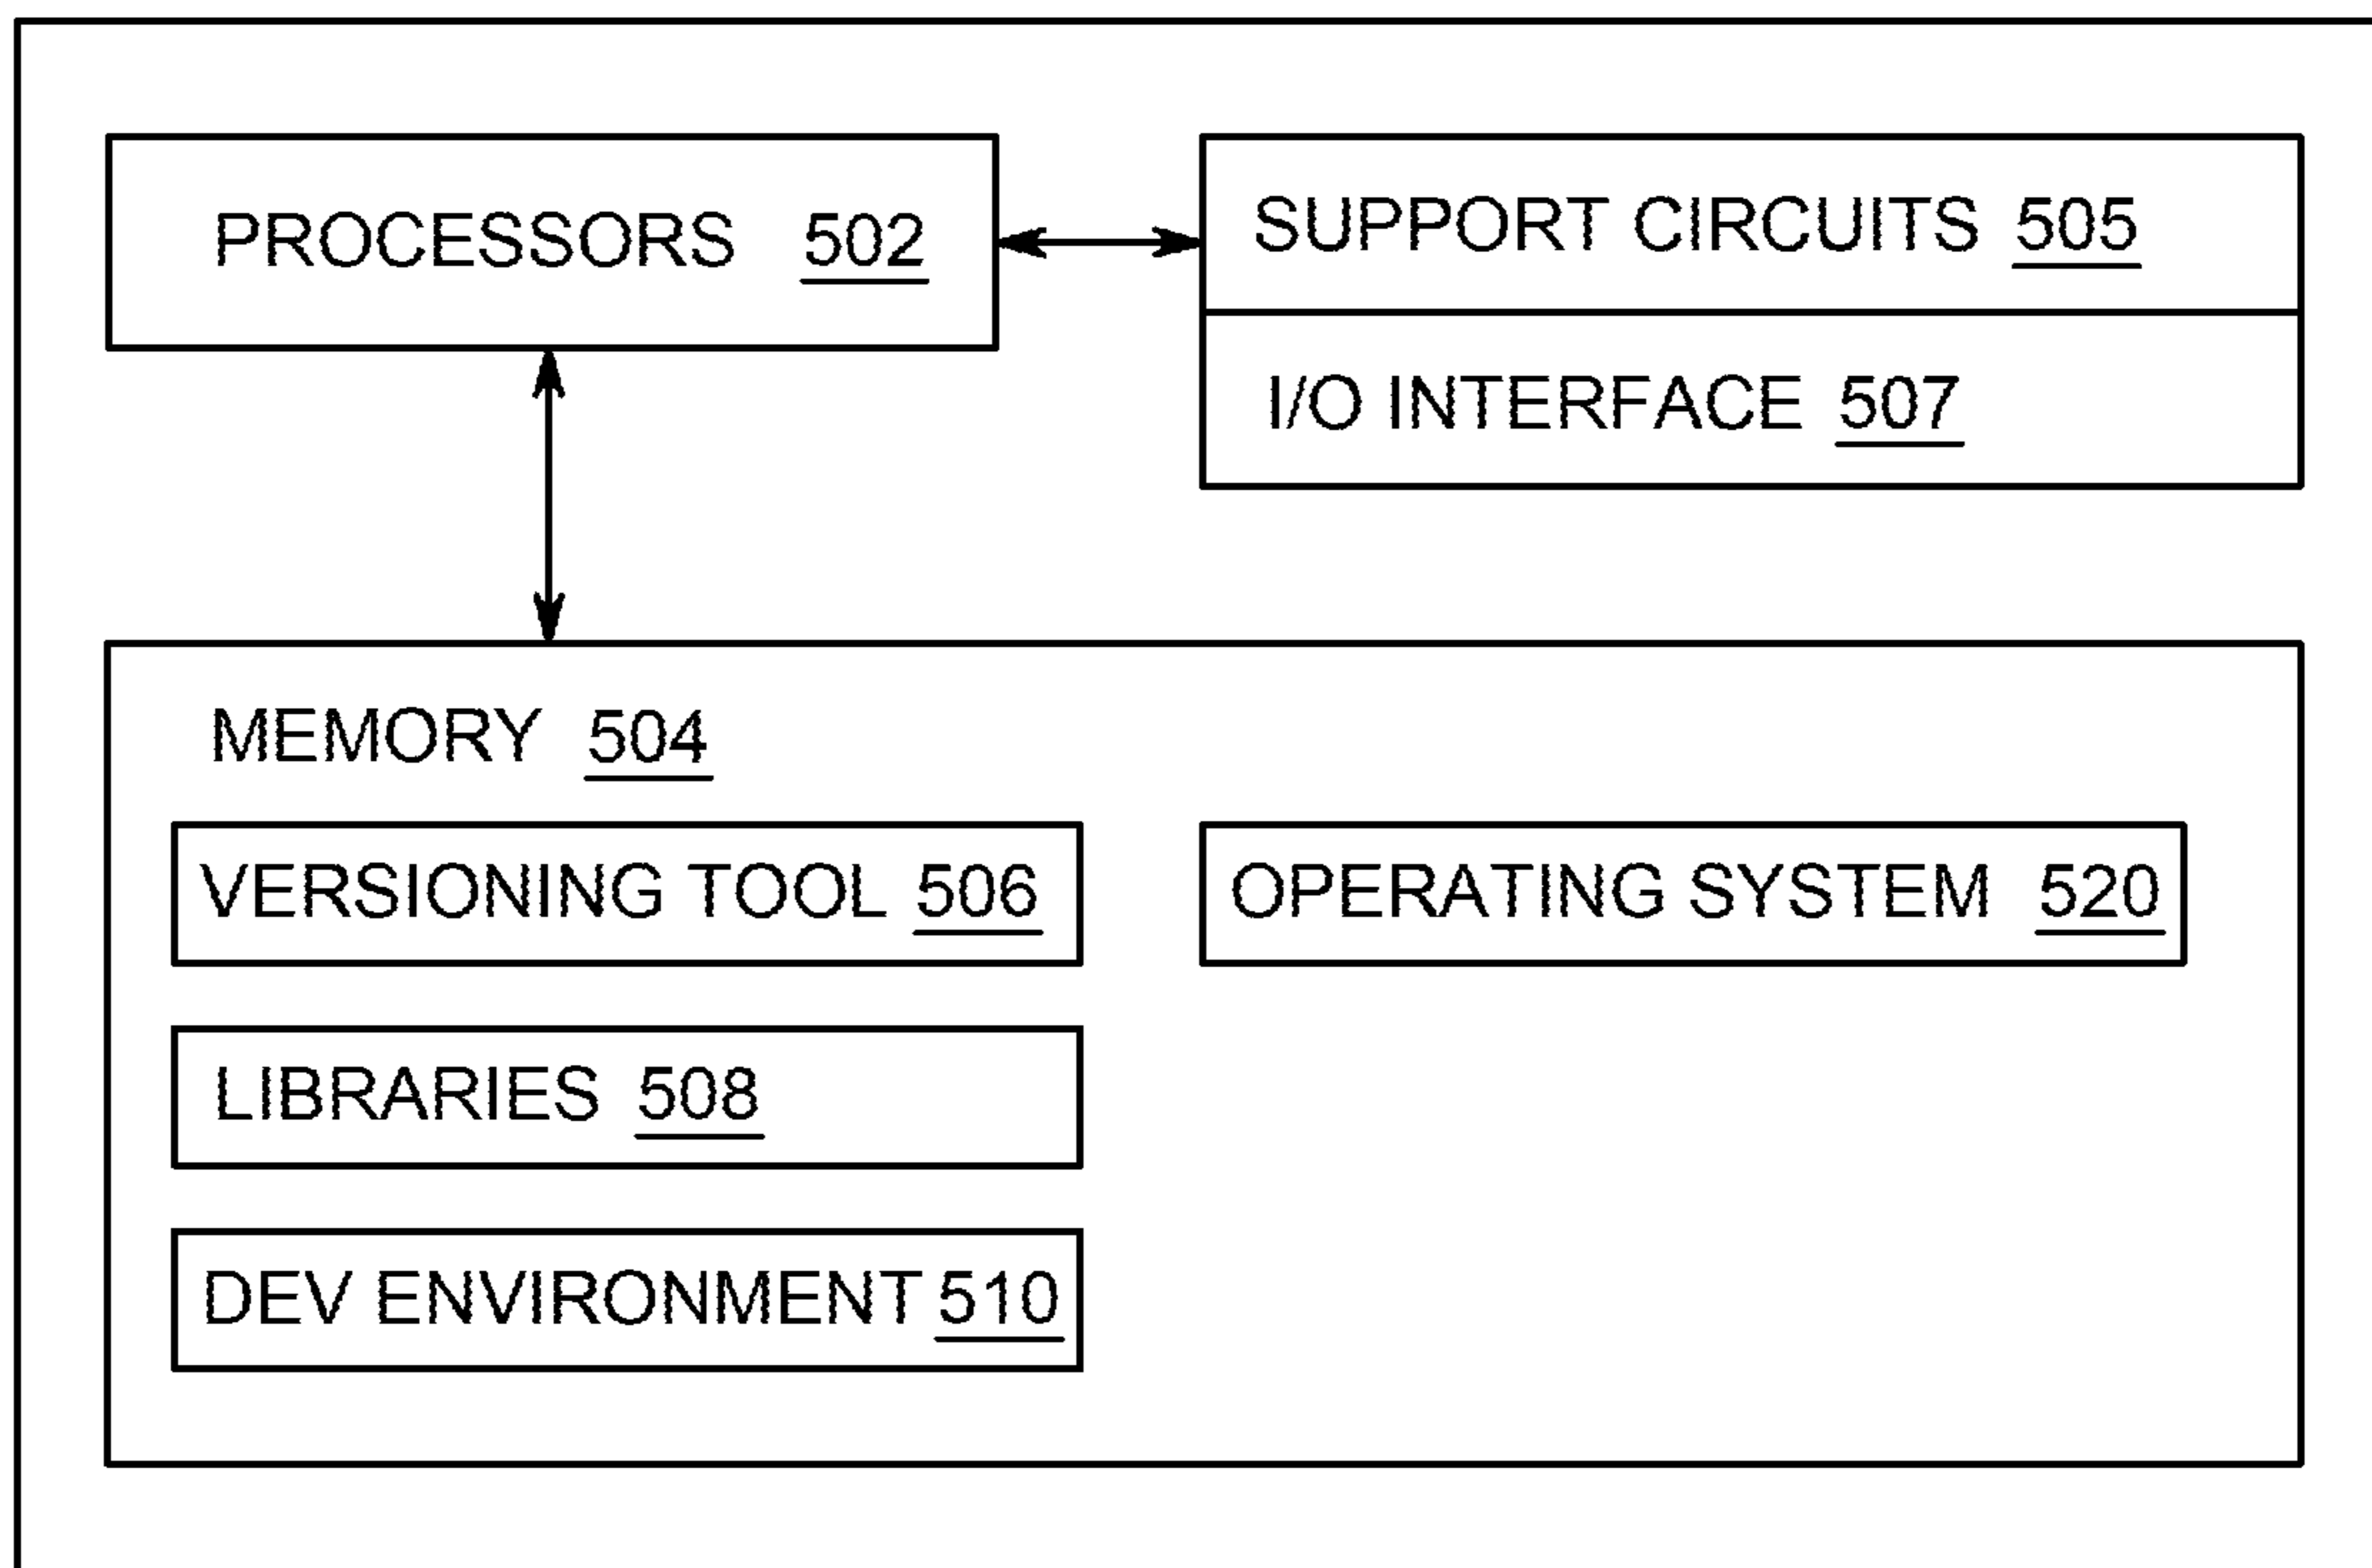 PROCESSORS 502
SUPPORT CIRCUITS 505
I/O INTERFACE 507
MEMORY 504
VERSIONING TOOL 506
OPERATING SYSTEM 520
LIBRARIES 508
DEV ENVIRONMENT 510